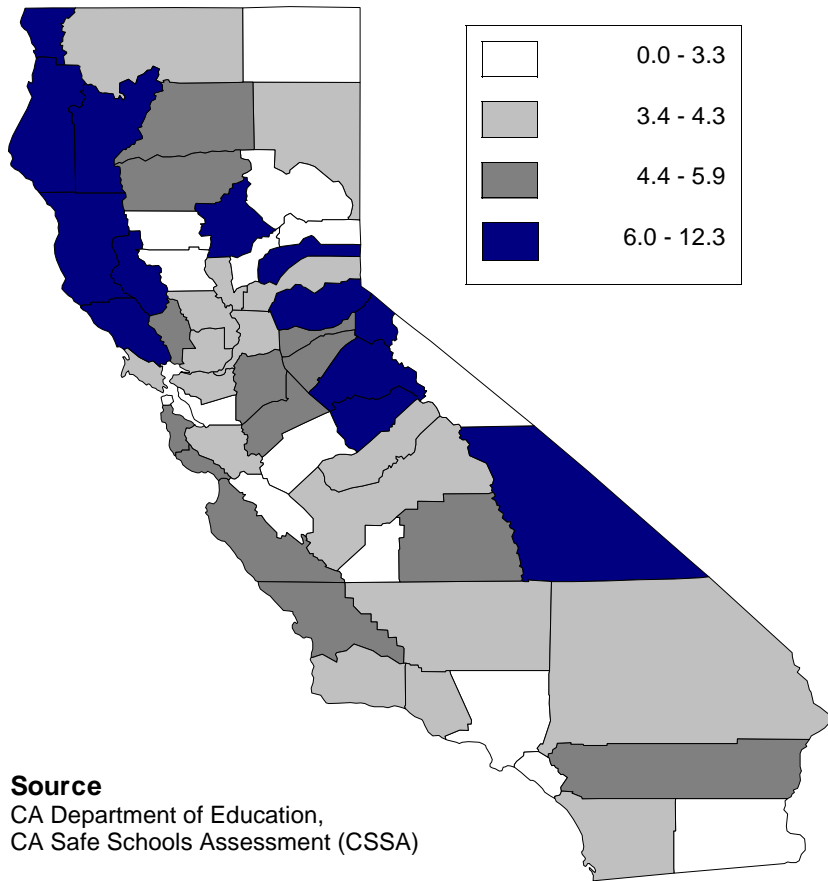 0.0 - 3.3
3.4 - 4.3
4.4 - 5.9
6.0 - 12.3
Source
CA Department of Education,
CA Safe Schools Assessment (CSSA)